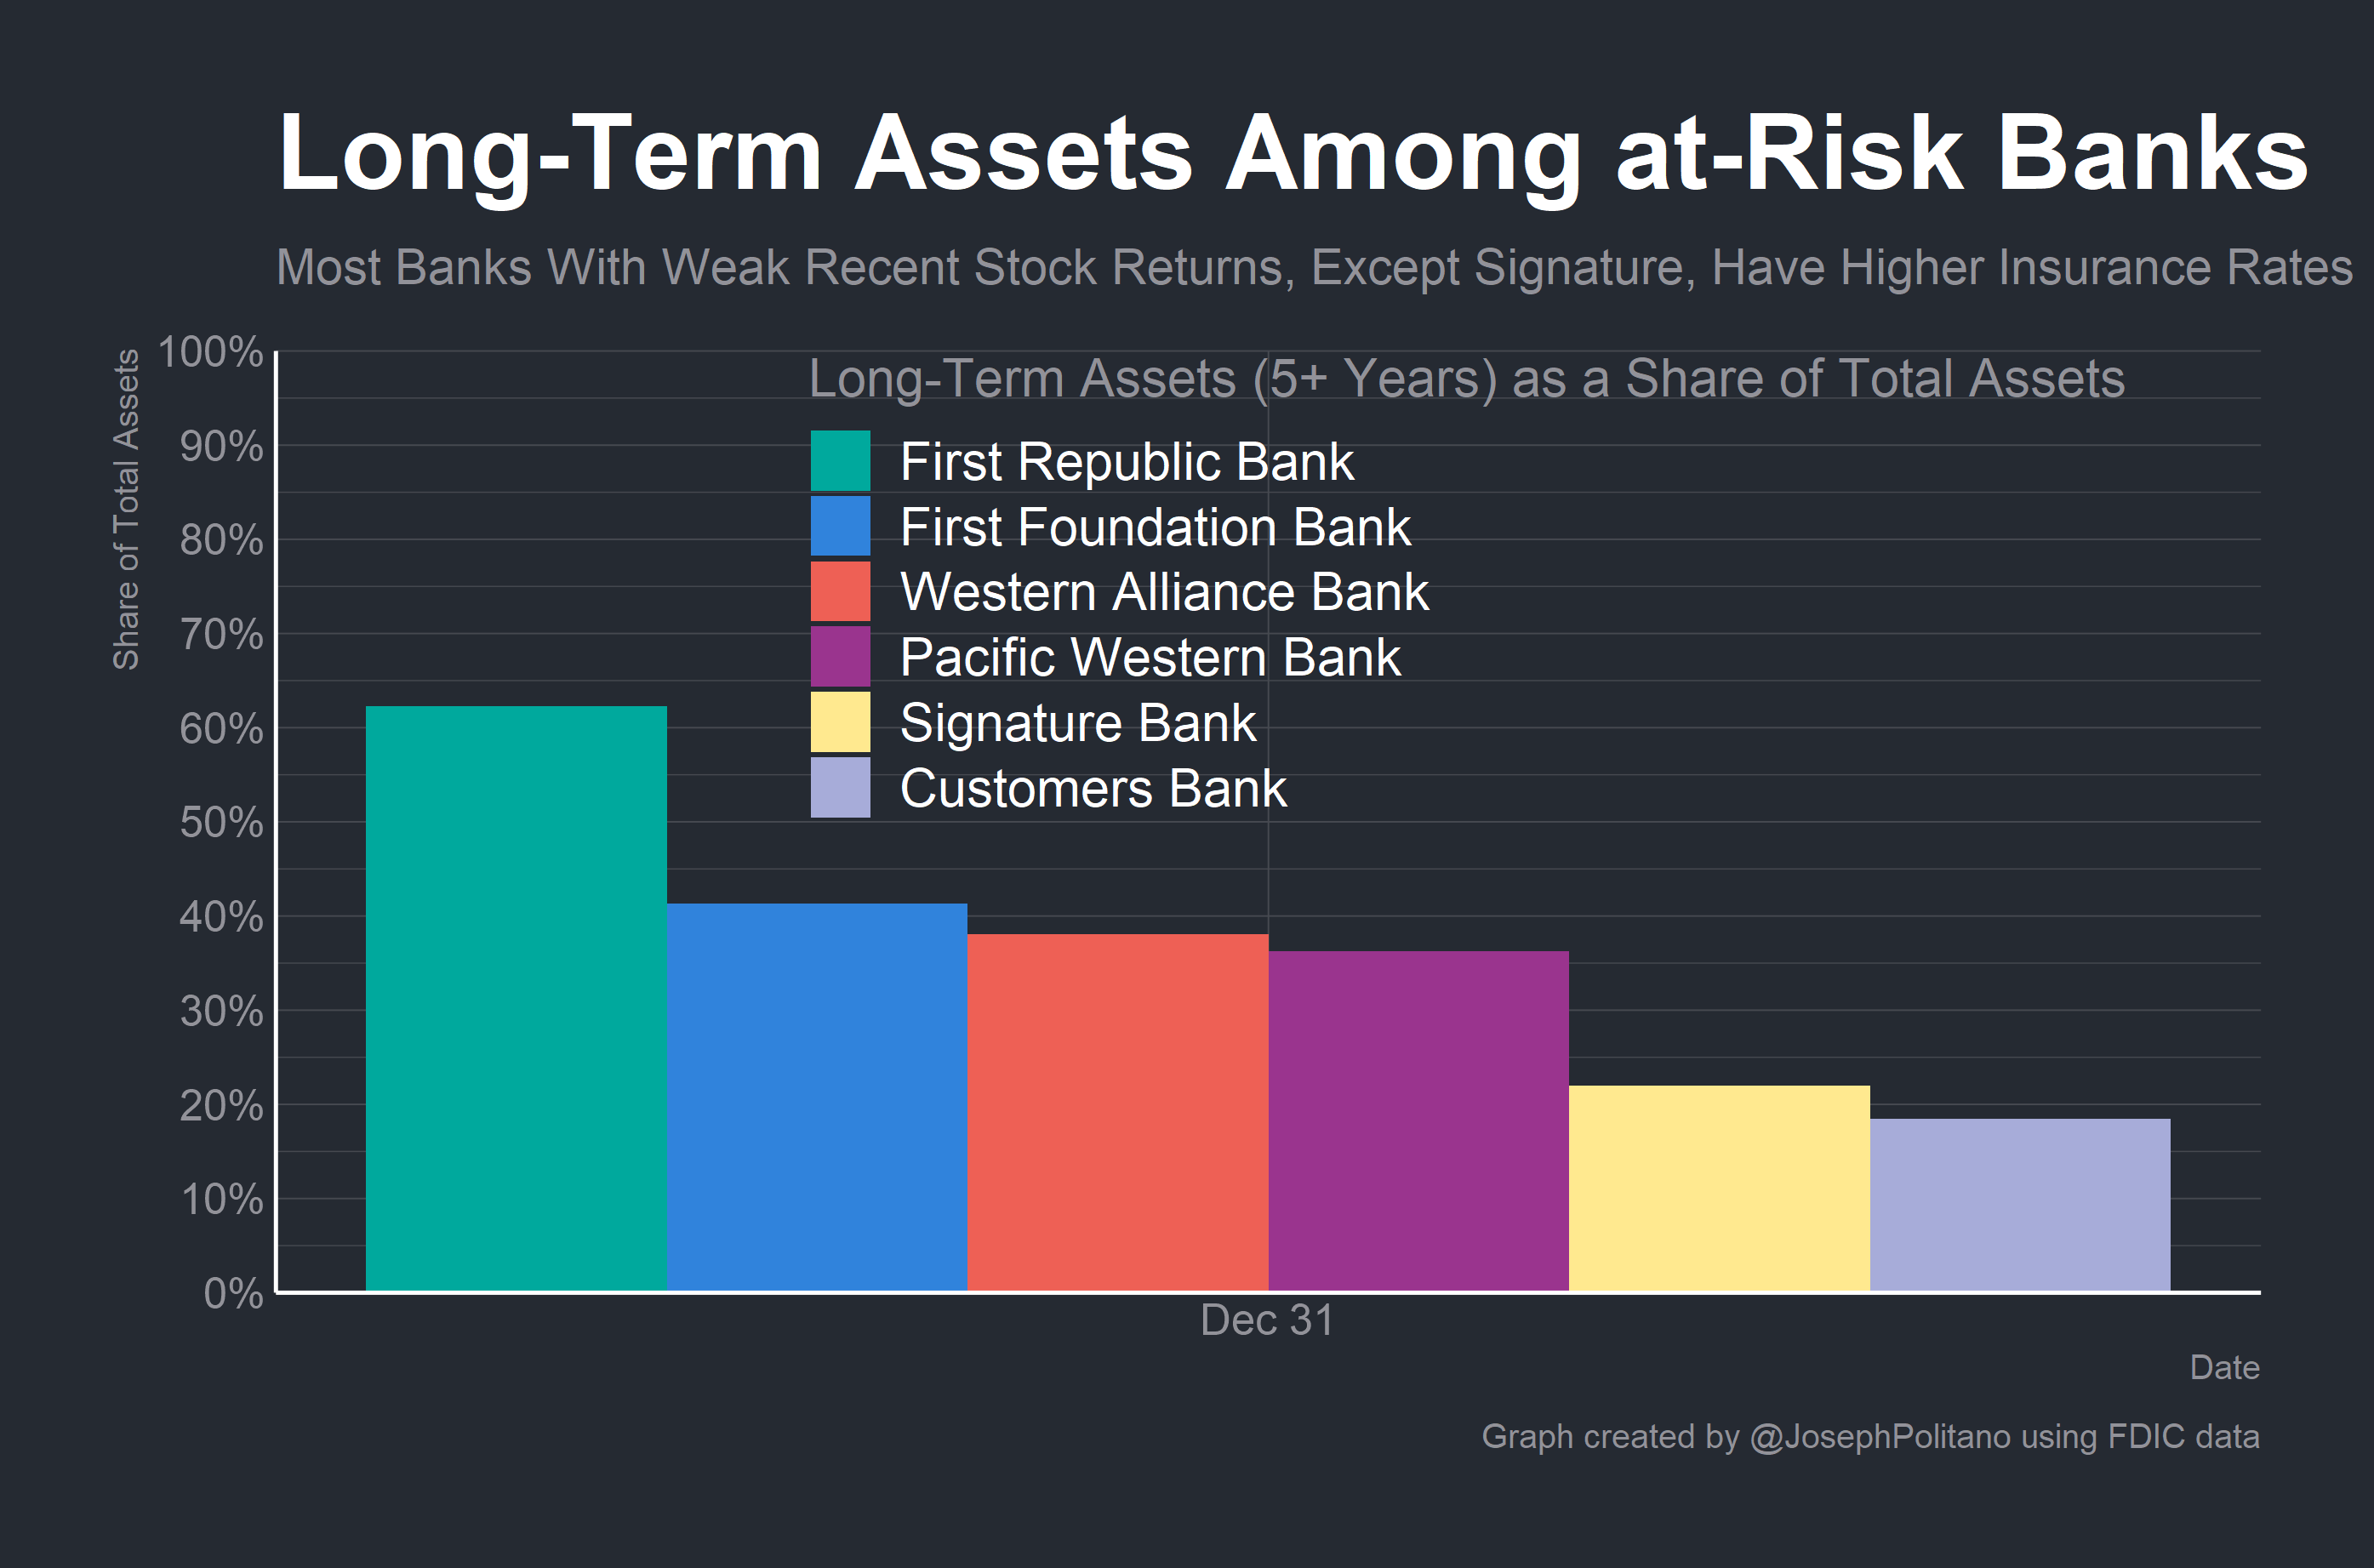 Long-Term Assets Among at-Risk Banks
Most Banks With Weak Recent Stock Returns, Except Signature, Have Higher Insurance Rates
Share of Total Assets
100%
90%
80%
70%
60%
50%
40%
30%
20%
10%
0%
Long-Term Assets (5+ Years) as a Share of Total Assets
First Republic Bank
First Foundation Bank
Western Alliance Bank
Pacific Western Bank
Signature Bank
Customers Bank
Dec 31
Date
Graph created by @JosephPolitano using FDIC data